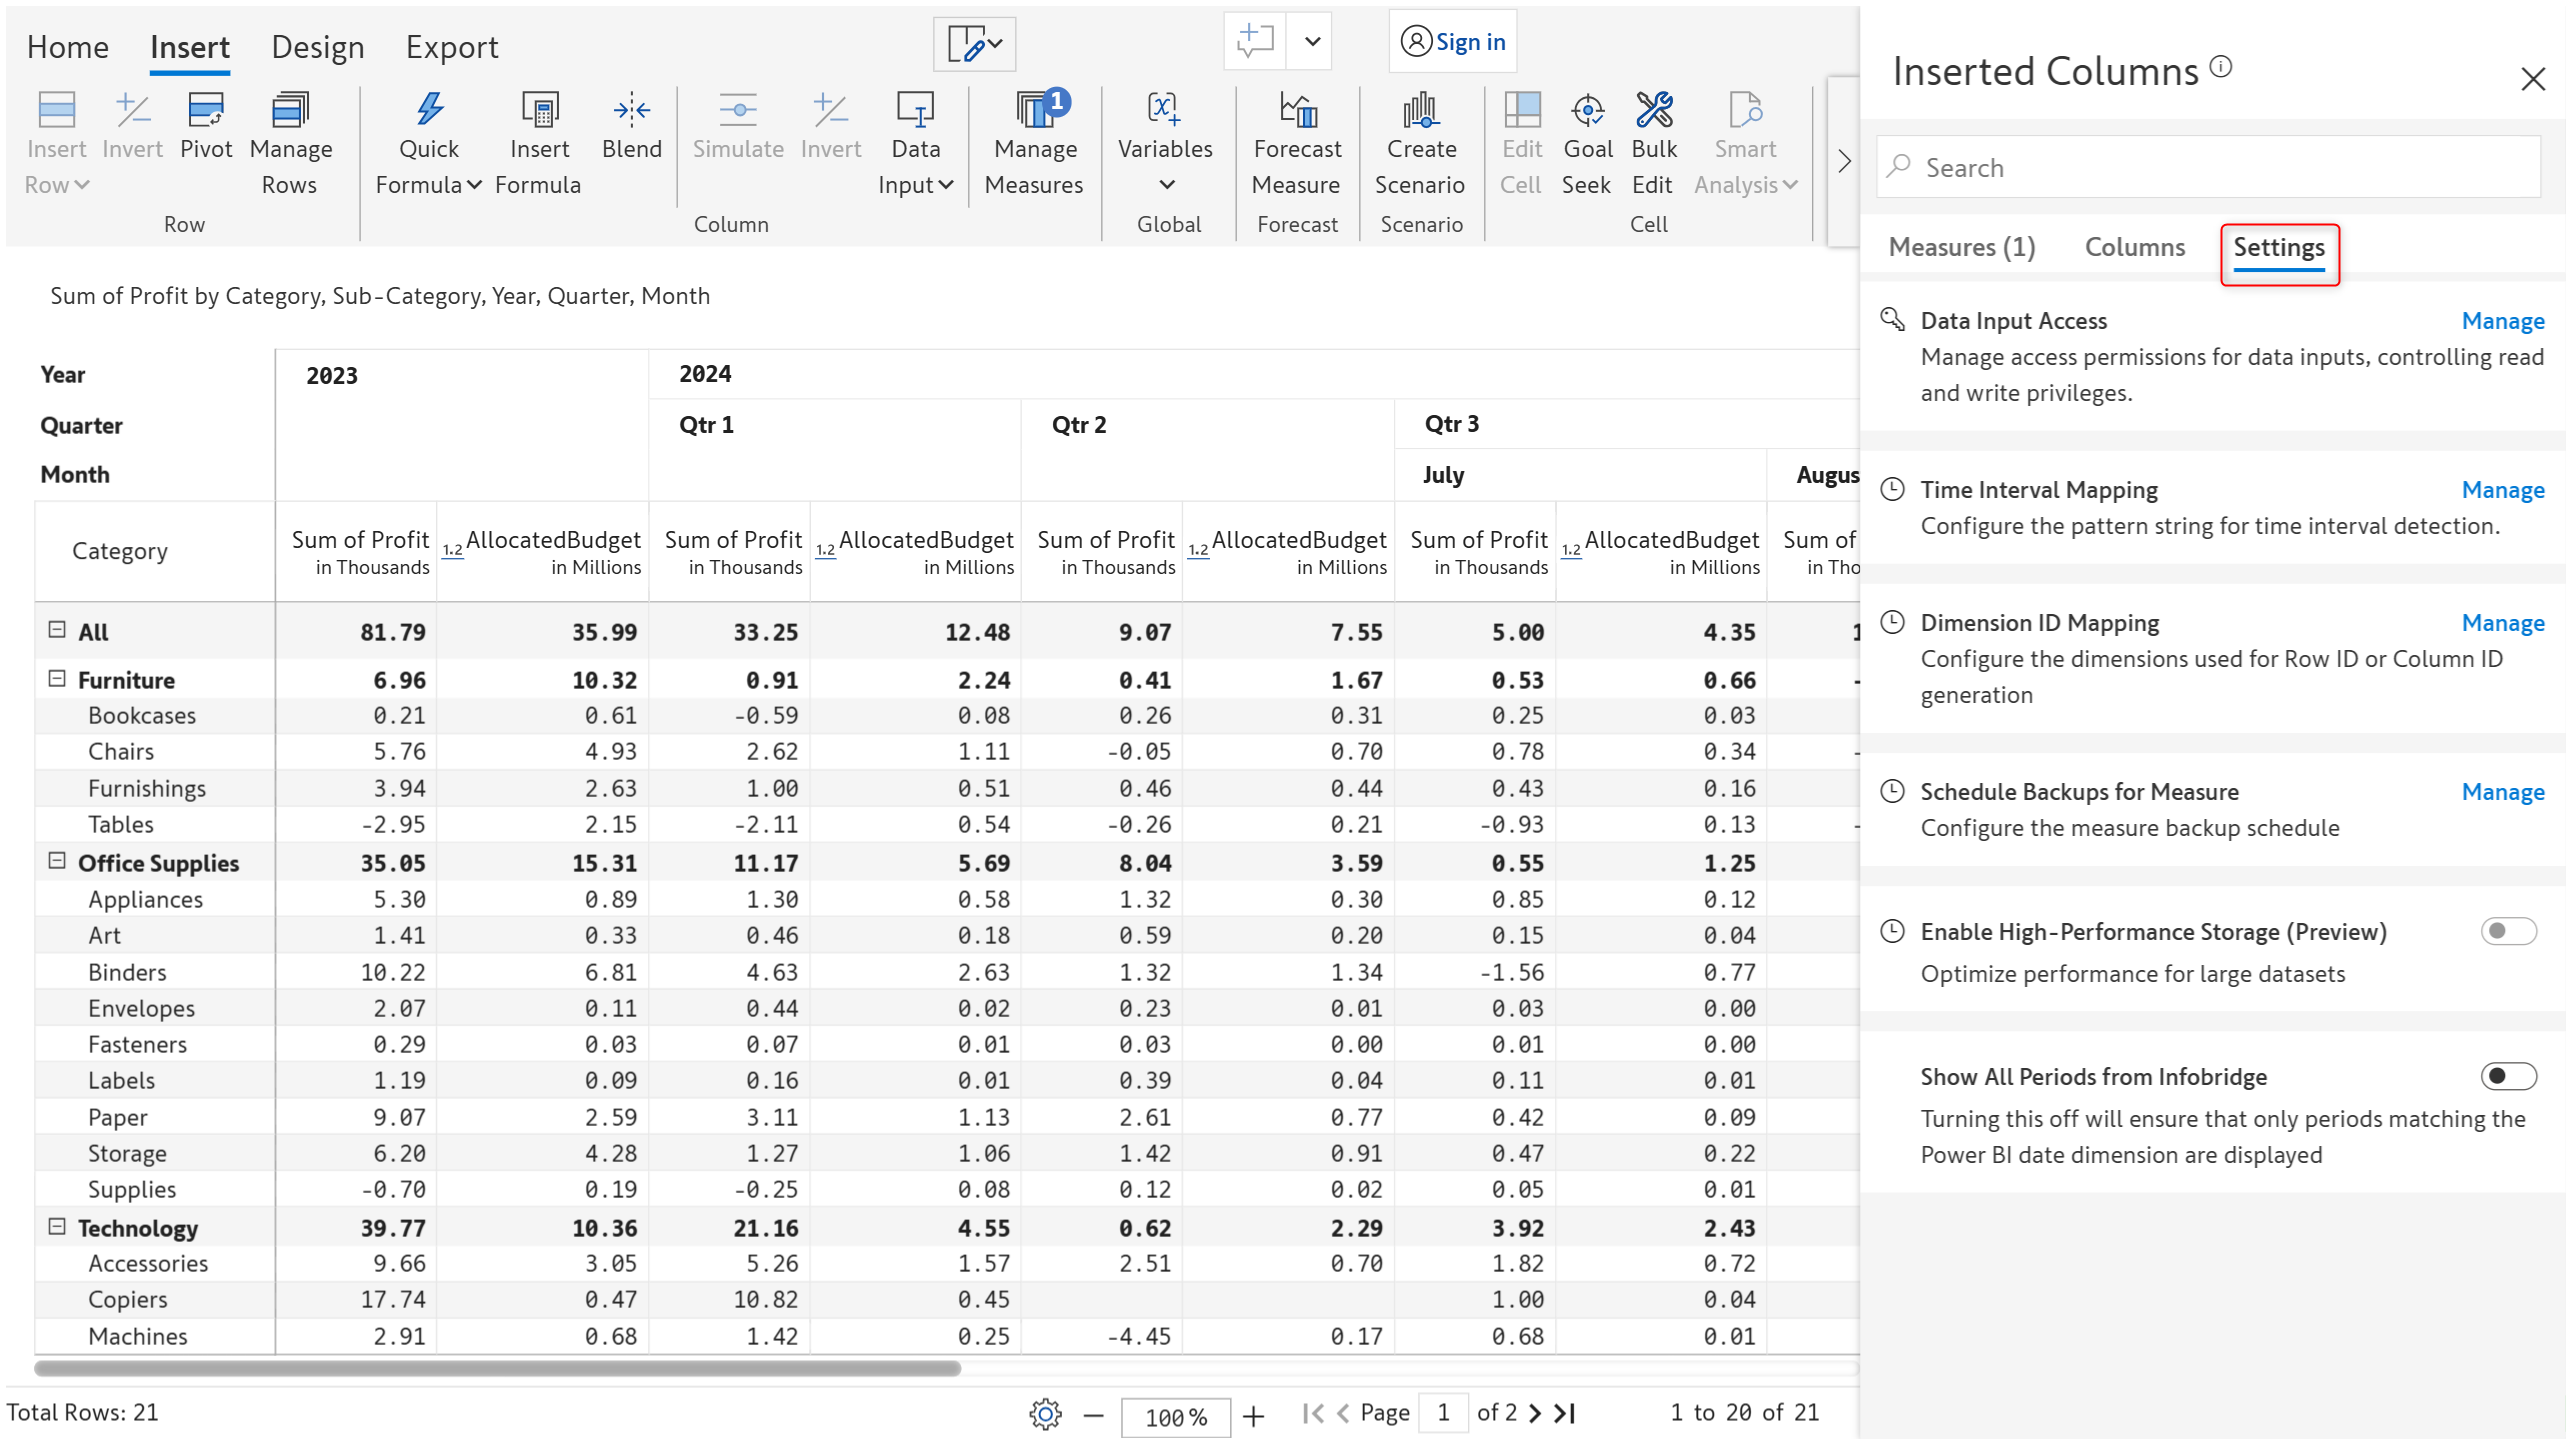 Home Insert Design Export Sign in
Insert Row Invert Pivot Manage Rows Quick Formula Insert Formula Blend Simulate Invert Data Input 1 Manage Measures Variables Forecast Measure Create Scenario Edit Cell Goal Seek Bulk Edit Smart Analysis
Row Column Global Forecast Scenario Cell
Sum of Profit by Category, Sub-Category, Year, Quarter, Month
Year 2023 2024
Quarter Qtr 1 Qtr 2 Qtr 3
Month July Augus
Category Sum of Profit 1.2 AllocatedBudget Sum of Profit 1.2 AllocatedBudget Sum of Profit 1.2 AllocatedBudget Sum of Profit 1.2 AllocatedBudget Sum of
in Thousands in Millions in Thousands in Millions in Thousands in Millions in Thousands in Millions in Tho
All 81.79 35.99 33.25 12.48 9.07 7.55 5.00 4.35 1
Furniture 6.96 10.32 0.91 2.24 0.41 1.67 0.53 0.66 -
Bookcases 0.21 0.61 -0.59 0.08 0.26 0.31 0.25 0.03
Chairs 5.76 4.93 2.62 1.11 -0.05 0.70 0.78 0.34 -
Furnishings 3.94 2.63 1.00 0.51 0.46 0.44 0.43 0.16
Tables -2.95 2.15 -2.11 0.54 -0.26 0.21 -0.93 0.13 -
Office Supplies 35.05 15.31 11.17 5.69 8.04 3.59 0.55 1.25
Appliances 5.30 0.89 1.30 0.58 1.32 0.30 0.85 0.12
Art 1.41 0.33 0.46 0.18 0.59 0.20 0.15 0.04
Binders 10.22 6.81 4.63 2.63 1.32 1.34 -1.56 0.77
Envelopes 2.07 0.11 0.44 0.02 0.23 0.01 0.03 0.00
Fasteners 0.29 0.03 0.07 0.01 0.03 0.00 0.01 0.00
Labels 1.19 0.09 0.16 0.01 0.39 0.04 0.11 0.01
Paper 9.07 2.59 3.11 1.13 2.61 0.77 0.42 0.09
Storage 6.20 4.28 1.27 1.06 1.42 0.91 0.47 0.22
Supplies -0.70 0.19 -0.25 0.08 0.12 0.02 0.05 0.01
Technology 39.77 10.36 21.16 4.55 0.62 2.29 3.92 2.43
Accessories 9.66 3.05 5.26 1.57 2.51 0.70 1.82 0.72
Copiers 17.74 0.47 10.82 0.45 1.00 0.04
Machines 2.91 0.68 1.42 0.25 -4.45 0.17 0.68 0.01
Total Rows: 21 100% Page 1 of 2 1 to 20 of 21
Inserted Columns
Search
Measures (1) Columns Settings
Data Input Access Manage
Manage access permissions for data inputs, controlling read
and write privileges.
Time Interval Mapping Manage
Configure the pattern string for time interval detection.
Dimension ID Mapping Manage
Configure the dimensions used for Row ID or Column ID
generation
Schedule Backups for Measure Manage
Configure the measure backup schedule
Enable High-Performance Storage (Preview)
Optimize performance for large datasets
Show All Periods from Infobridge
Turning this off will ensure that only periods matching the
Power BI date dimension are displayed